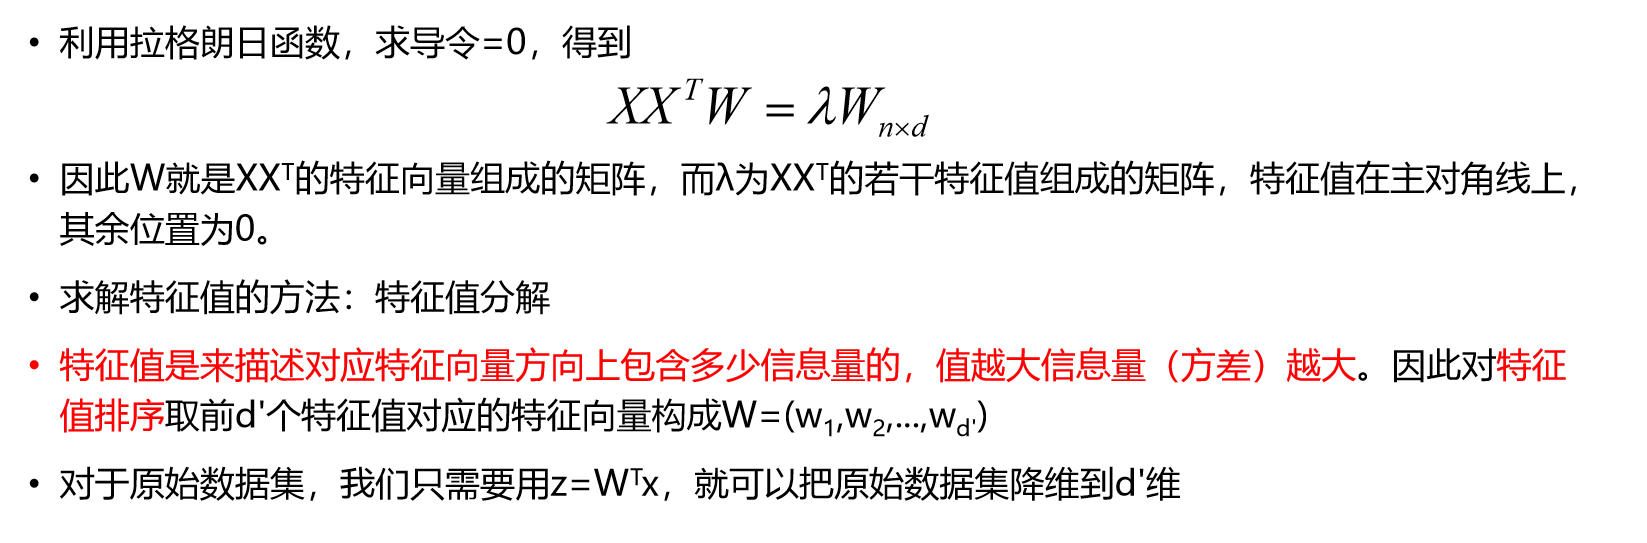 • 利用拉格朗日函数，求导令=0，得到
XXᵀW = λWₙ×d
• 因此W就是XXᵀ的特征向量组成的矩阵，而λ为XXᵀ的若干特征值组成的矩阵，特征值在主对角线上，
其余位置为0。
• 求解特征值的方法：特征值分解
• 特征值是来描述对应特征向量方向上包含多少信息量的，值越大信息量（方差）越大。因此对特征
值排序取前d'个特征值对应的特征向量构成W=(w₁,w₂,...,wd')
• 对于原始数据集，我们只需要用z=Wᵀx，就可以把原始数据集降维到d'维